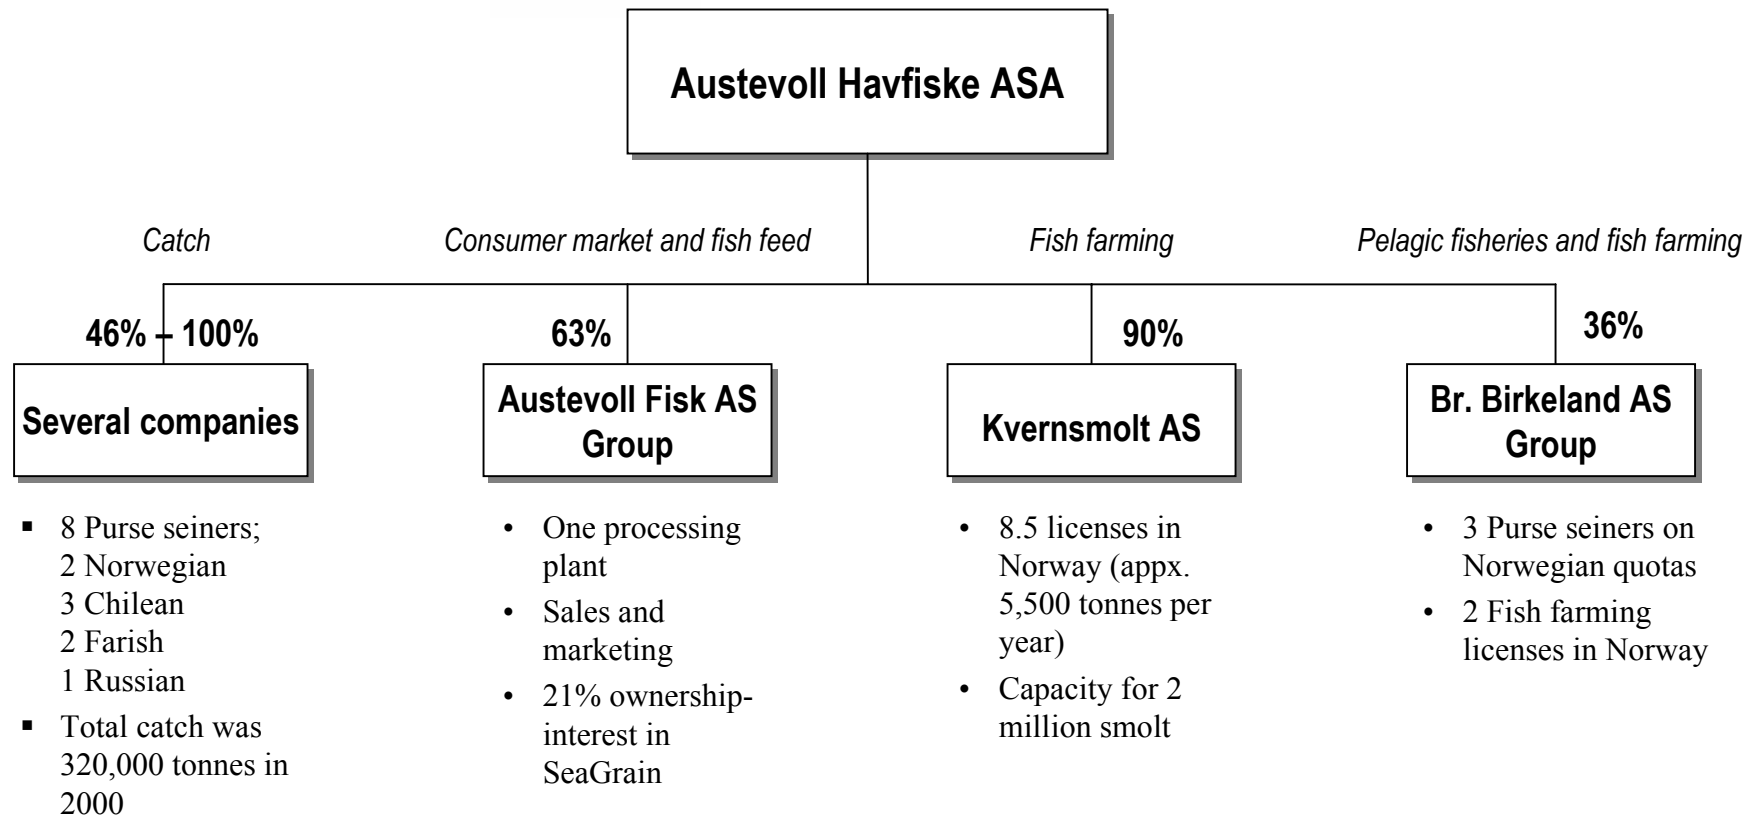 Austevoll Havfiske ASA
Catch
Consumer market and fish feed
Fish farming
Pelagic fisheries and fish farming
46% – 100%
63%
90%
36%
Several companies
Austevoll Fisk AS
Group
Kvernsmolt AS
Br. Birkeland AS
Group
▪ 8 Purse seiners;
2 Norwegian
3 Chilean
2 Farish
1 Russian
▪ Total catch was
320,000 tonnes in
2000
• One processing
plant
• Sales and
marketing
• 21% ownership-
interest in
SeaGrain
• 8.5 licenses in
Norway (appx.
5,500 tonnes per
year)
• Capacity for 2
million smolt
• 3 Purse seiners on
Norwegian quotas
• 2 Fish farming
licenses in Norway